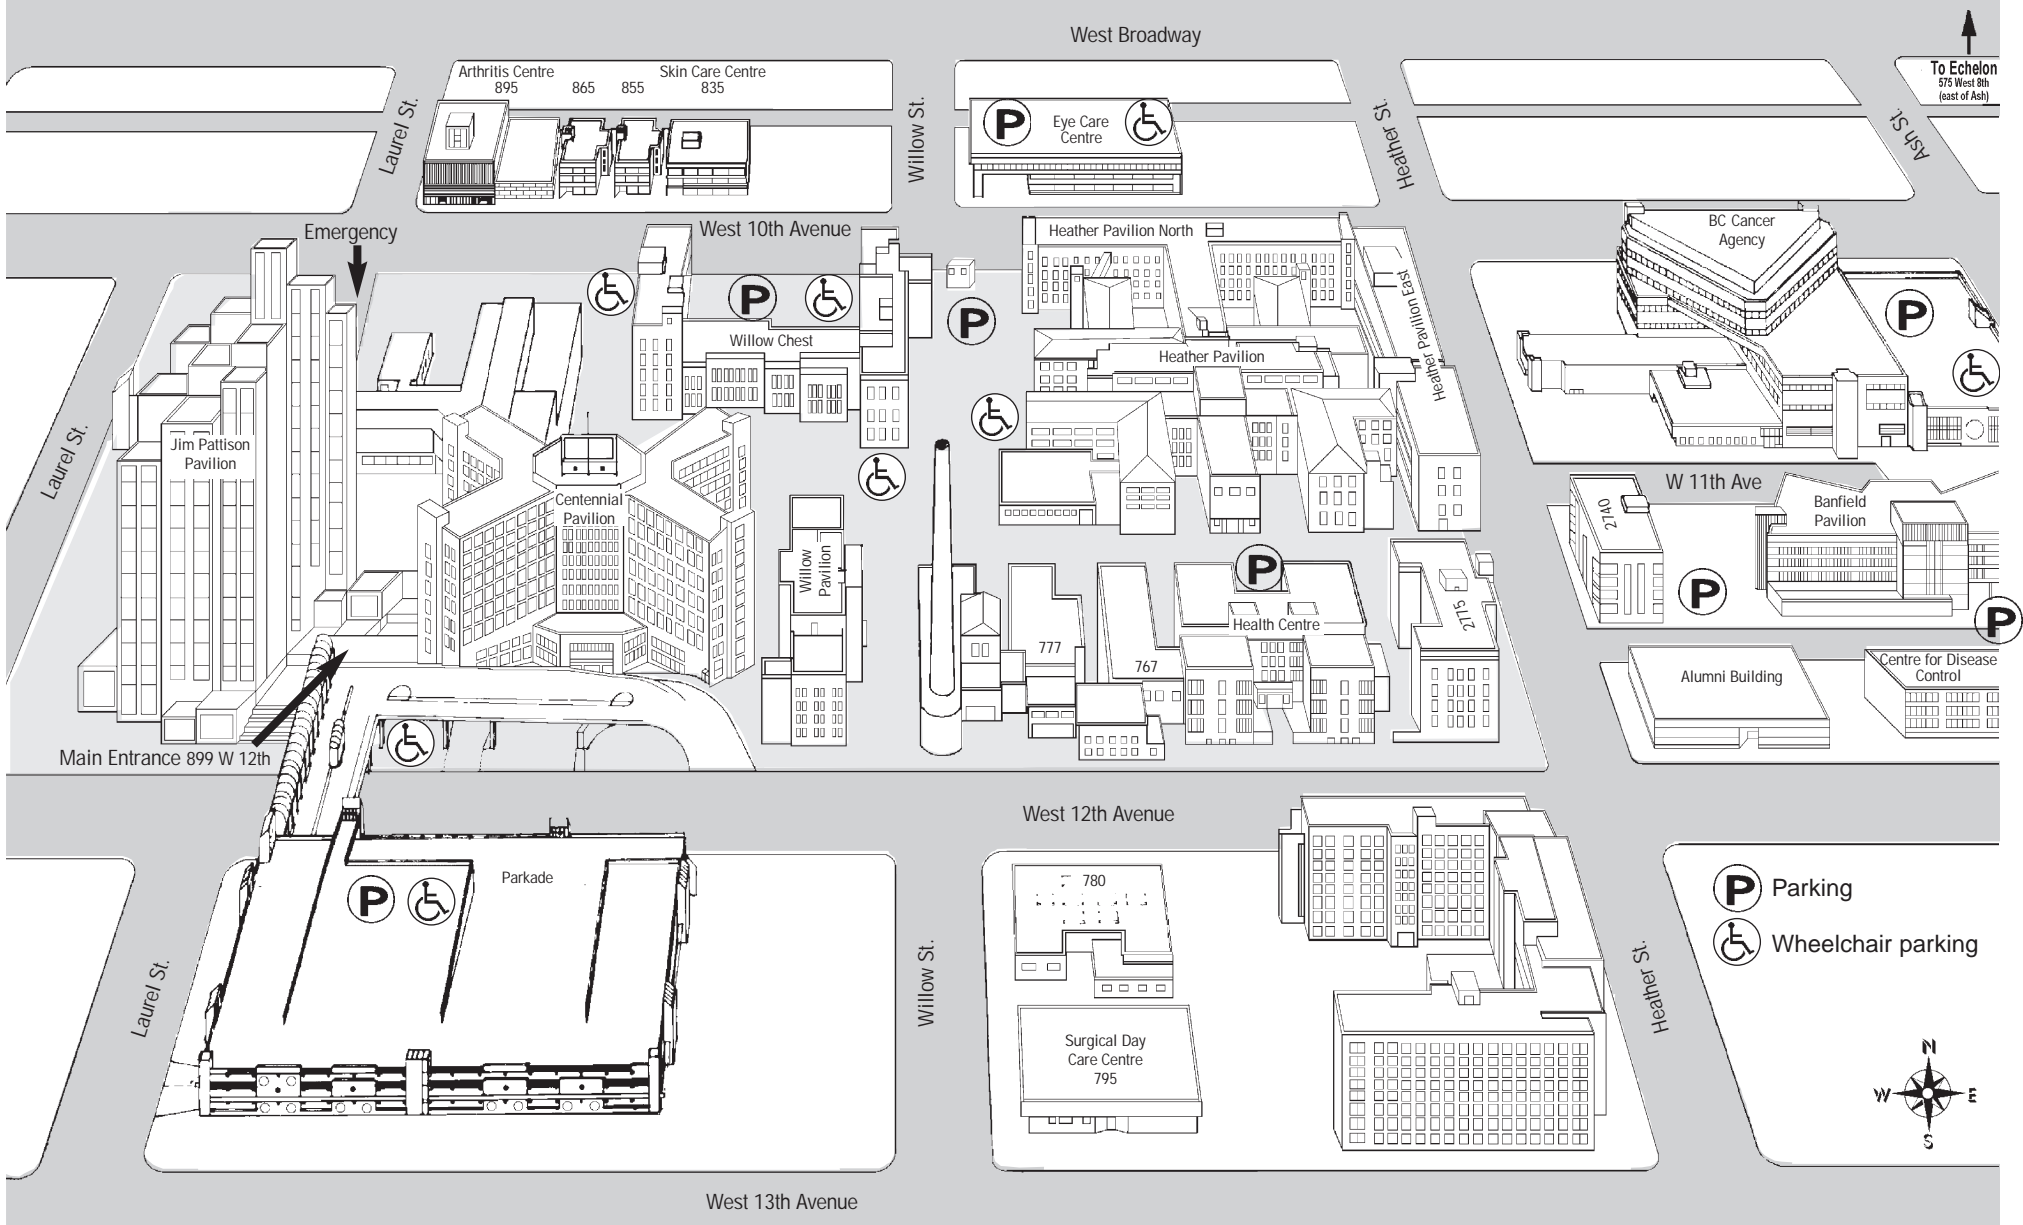 West Broadway
To Echelon
575 West 8th
(east of Ash)
Arthritis Centre
895
865
855
Skin Care Centre
835
Laurel St.
Willow St.
P
Eye Care
Centre
Heather St.
Ash St.
Emergency
West 10th Avenue
Heather Pavilion North
BC Cancer
Agency
P
P
P
Willow Chest
Heather Pavilion
Heather Pavilion East
Laurel St.
Jim Pattison
Pavilion
Centennial
Pavilion
W 11th Ave
2740
Banfield
Pavilion
Willow
Pavilion
P
P
P
2775
Health Centre
777
767
Alumni Building
Centre for Disease
Control
Main Entrance 899 W 12th
West 12th Avenue
Parkade
P
780
P Parking
Wheelchair parking
Laurel St.
Willow St.
Heather St.
Surgical Day
Care Centre
795
N
W E
S
West 13th Avenue